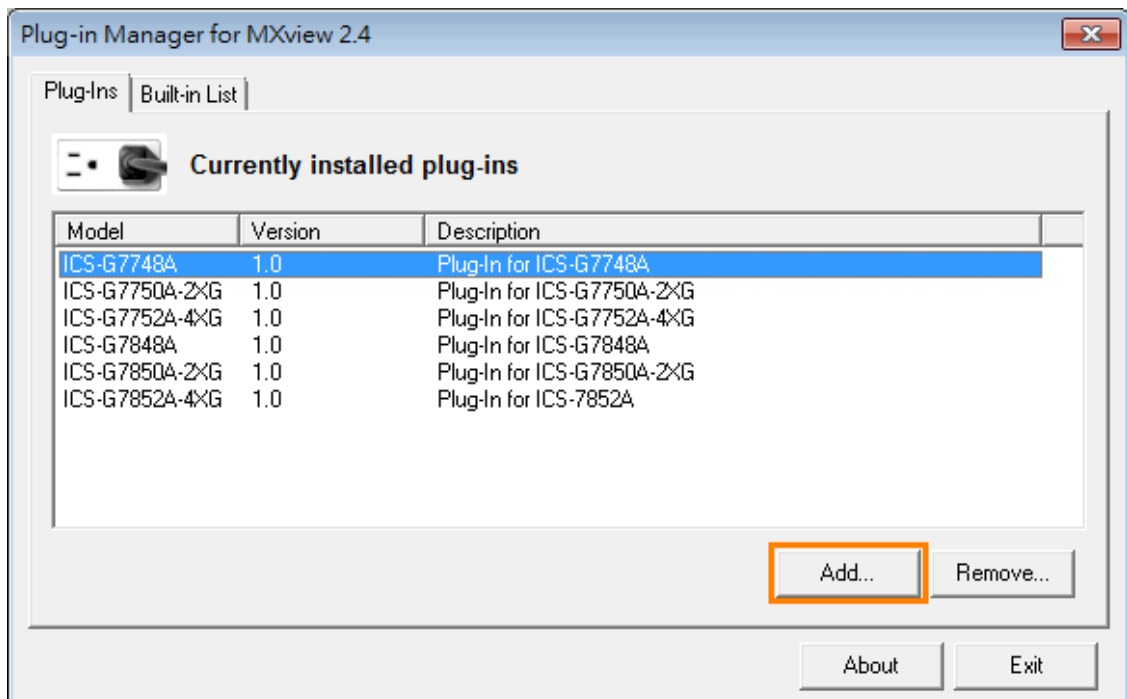 Plug-in Manager for MXview 2.4
Plug-Ins Built-in List
Currently installed plug-ins
Model Version Description
ICS-G7748A 1.0 Plug-In for ICS-G7748A
ICS-G7750A-2XG 1.0 Plug-In for ICS-G7750A-2XG
ICS-G7752A-4XG 1.0 Plug-In for ICS-G7752A-4XG
ICS-G7848A 1.0 Plug-In for ICS-G7848A
ICS-G7850A-2XG 1.0 Plug-In for ICS-G7850A-2XG
ICS-G7852A-4XG 1.0 Plug-In for ICS-7852A
Add... Remove...
About Exit